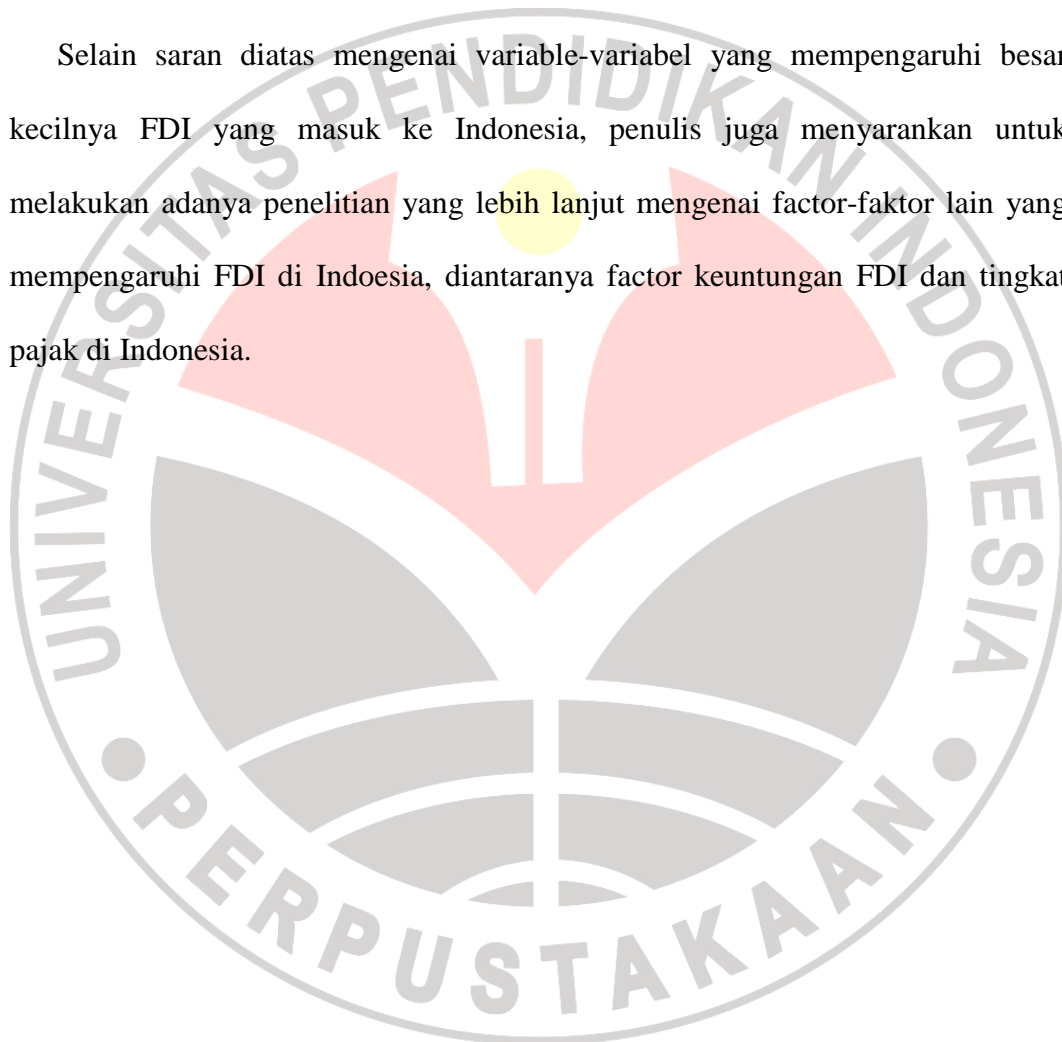 Selain saran diatas mengenai variable-variabel yang mempengaruhi besar
kecilnya FDI yang masuk ke Indonesia, penulis juga menyarankan untuk
melakukan adanya penelitian yang lebih lanjut mengenai factor-faktor lain yang
mempengaruhi FDI di Indoesia, diantaranya factor keuntungan FDI dan tingkat
pajak di Indonesia.
UNIVERSITAS PENDIDIKAN INDONESIA
PERPUSTAKAAN